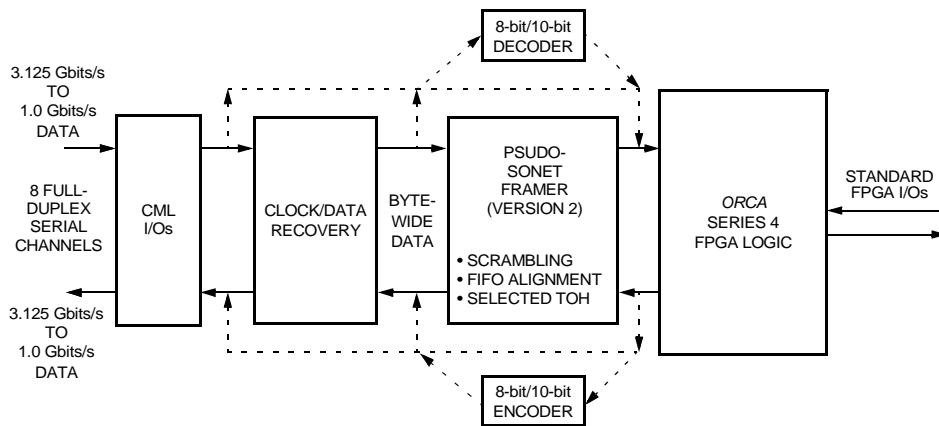 8-bit/10-bit
DECODER
3.125 Gbits/s
TO
1.0 Gbits/s
DATA
8 FULL-
DUPLEX
SERIAL
CHANNELS
3.125 Gbits/s
TO
1.0 Gbits/s
DATA
CML
I/Os
CLOCK/DATA
RECOVERY
BYTE-
WIDE
DATA
PSUDO-
SONET
FRAMER
(VERSION 2)
• SCRAMBLING
• FIFO ALIGNMENT
• SELECTED TOH
ORCA
SERIES 4
FPGA LOGIC
STANDARD
FPGA I/Os
8-bit/10-bit
ENCODER